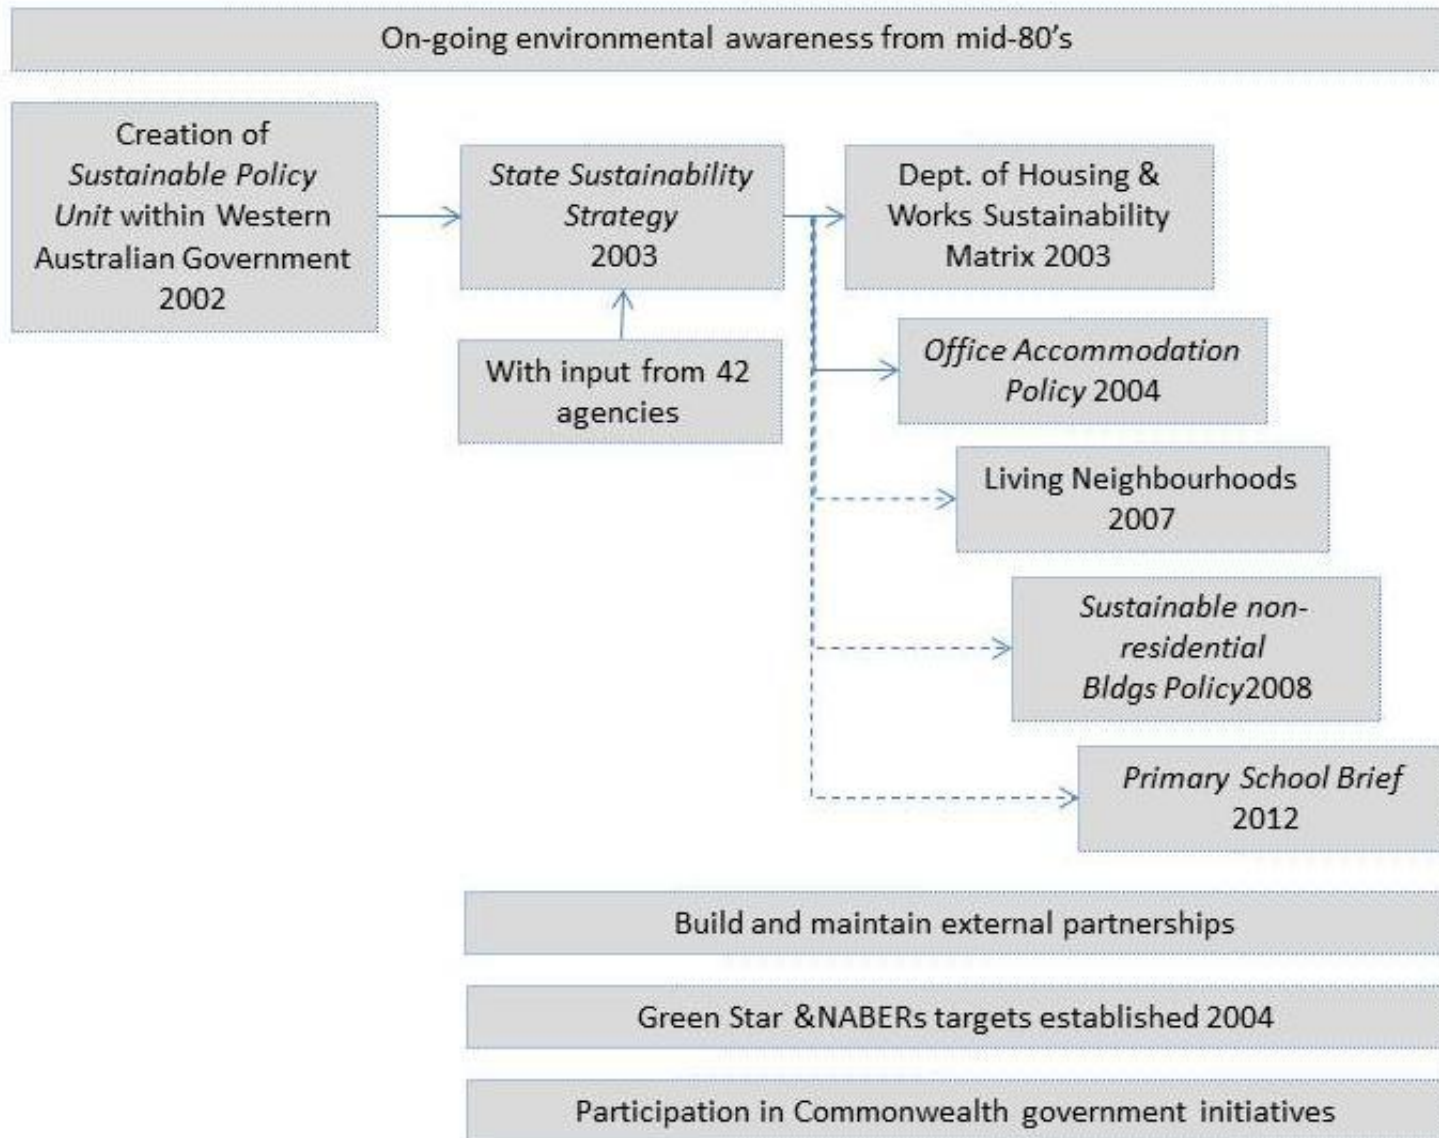 On-going environmental awareness from mid-80's
Creation of
Sustainable Policy
Unit within Western
Australian Government
2002
State Sustainability
Strategy
2003
Dept. of Housing &
Works Sustainability
Matrix 2003
With input from 42
agencies
Office Accommodation
Policy 2004
Living Neighbourhoods
2007
Sustainable non-
residential
Bldgs Policy2008
Primary School Brief
2012
Build and maintain external partnerships
Green Star &NABERs targets established 2004
Participation in Commonwealth government initiatives